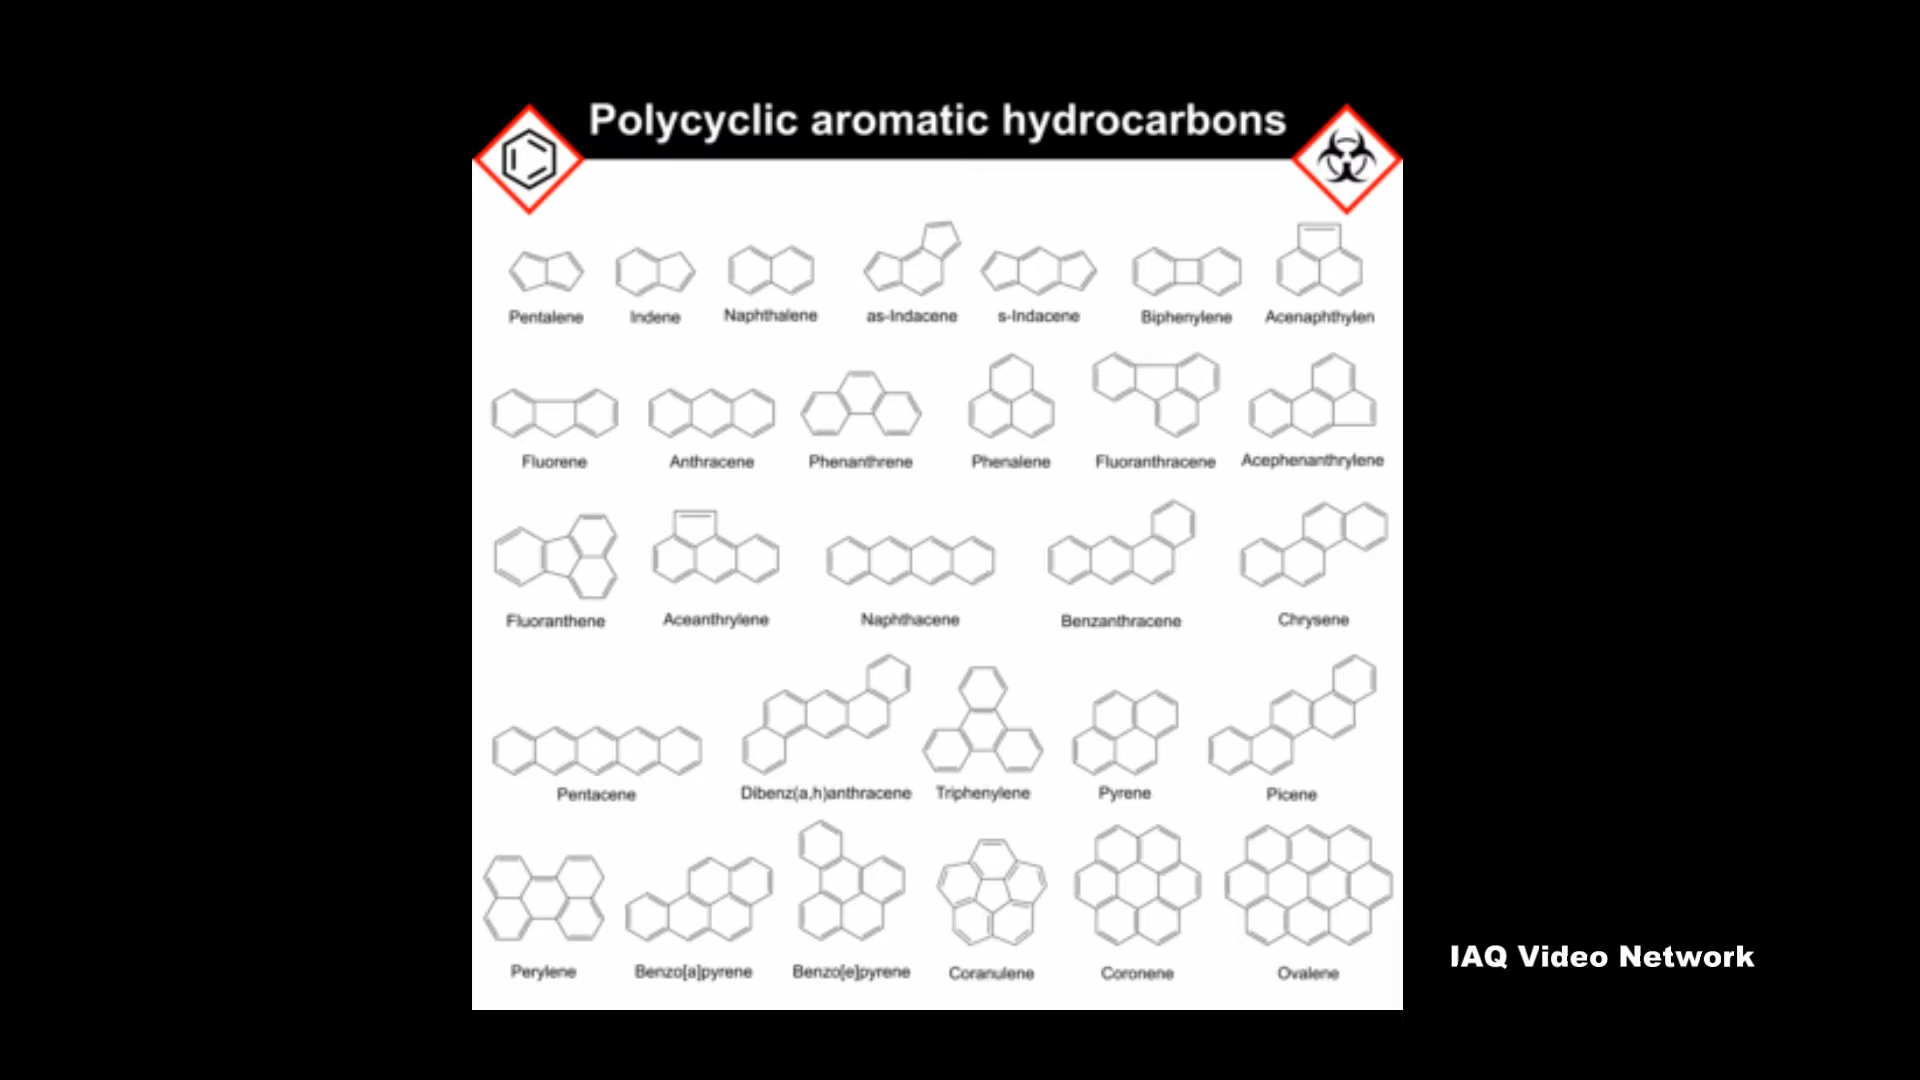 Polycyclic aromatic hydrocarbons
Pentalene
Indene
Naphthalene
as-Indacene
s-Indacene
Biphenylene
Acenaphthylen
Fluorene
Anthracene
Phenanthrene
Phenalene
Fluoranthracene
Acephenanthrylene
Fluoranthene
Aceanthrylene
Naphthacene
Benzanthracene
Chrysene
Pentacene
Dibenz(a,h)anthracene
Triphenylene
Pyrene
Picene
Perylene
Benzo[a]pyrene
Benzo[e]pyrene
Coranulene
Coronene
Ovalene
IAQ Video Network